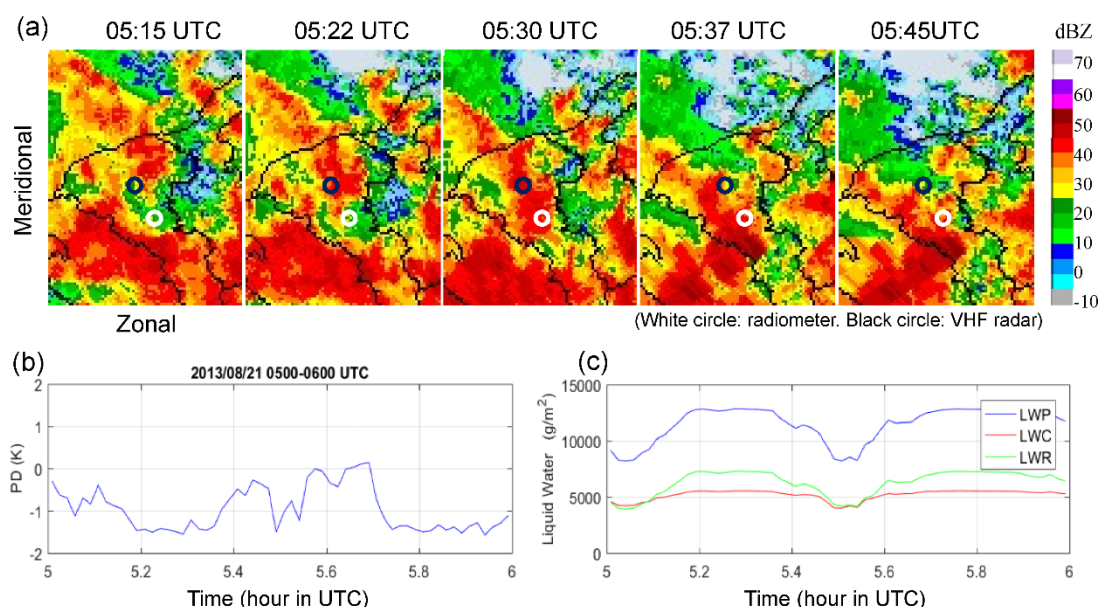 (a)
05:15 UTC 05:22 UTC 05:30 UTC 05:37 UTC 05:45UTC dBZ
70
60
50
40
30
20
10
0
-10
Meridional
Zonal
(White circle: radiometer. Black circle: VHF radar)
(b)
2013/08/21 0500-0600 UTC
2
1
0
-1
-2
PD (K)
5 5.2 5.4 5.6 5.8 6
Time (hour in UTC)
(c)
15000
10000
5000
0
Liquid Water (g/m²)
LWP
LWC
LWR
5 5.2 5.4 5.6 5.8 6
Time (hour in UTC)